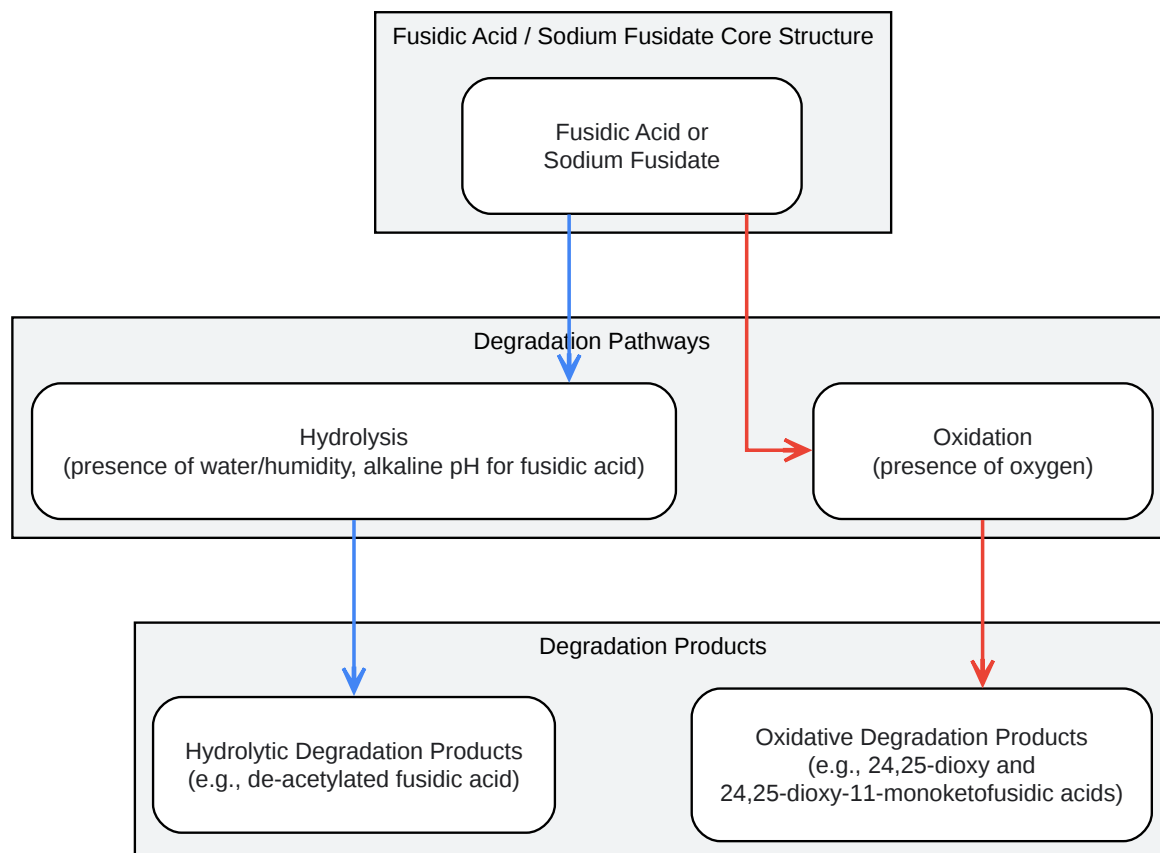 Fusidic Acid / Sodium Fusidate Core Structure
Fusidic Acid or
Sodium Fusidate
Degradation Pathways
Hydrolysis
(presence of water/humidity, alkaline pH for fusidic acid)
Oxidation
(presence of oxygen)
Degradation Products
Hydrolytic Degradation Products
(e.g., de-acetylated fusidic acid)
Oxidative Degradation Products
(e.g., 24,25-dioxy and
24,25-dioxy-11-monoketofusidic acids)